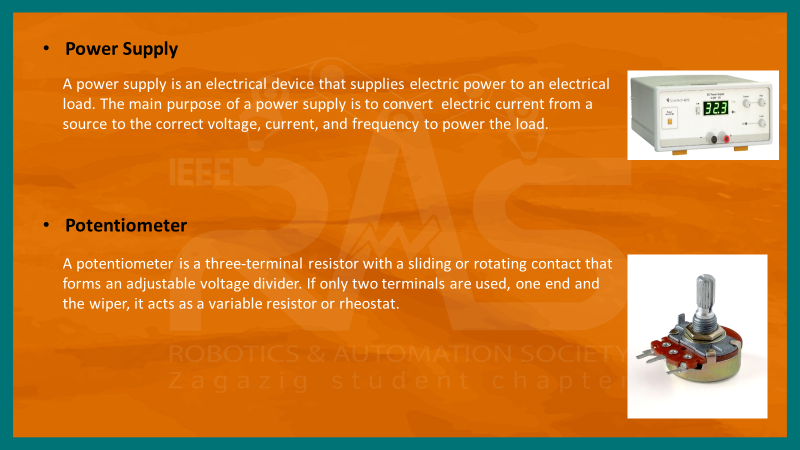 • Power Supply
A power supply is an electrical device that supplies electric power to an electrical
load. The main purpose of a power supply is to convert electric current from a
source to the correct voltage, current, and frequency to power the load.
32.3
IEEE
RAS
• Potentiometer
A potentiometer is a three-terminal resistor with a sliding or rotating contact that
forms an adjustable voltage divider. If only two terminals are used, one end and
the wiper, it acts as a variable resistor or rheostat.
ROBOTICS & AUTOMATION SOCIETY
Zagazig student chapter